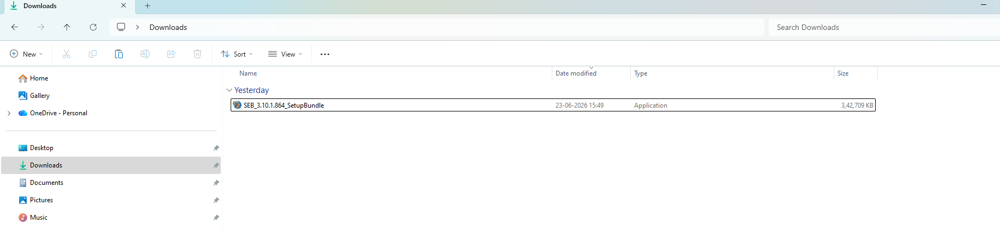 Downloads
Downloads
Search Downloads
New
Sort
View
Name
Date modified
Type
Size
Home
Gallery
OneDrive - Personal
Desktop
Downloads
Documents
Pictures
Music
Yesterday
SEB_3.10.1.864_SetupBundle
23-06-2026 15:49
Application
3,42,709 KB